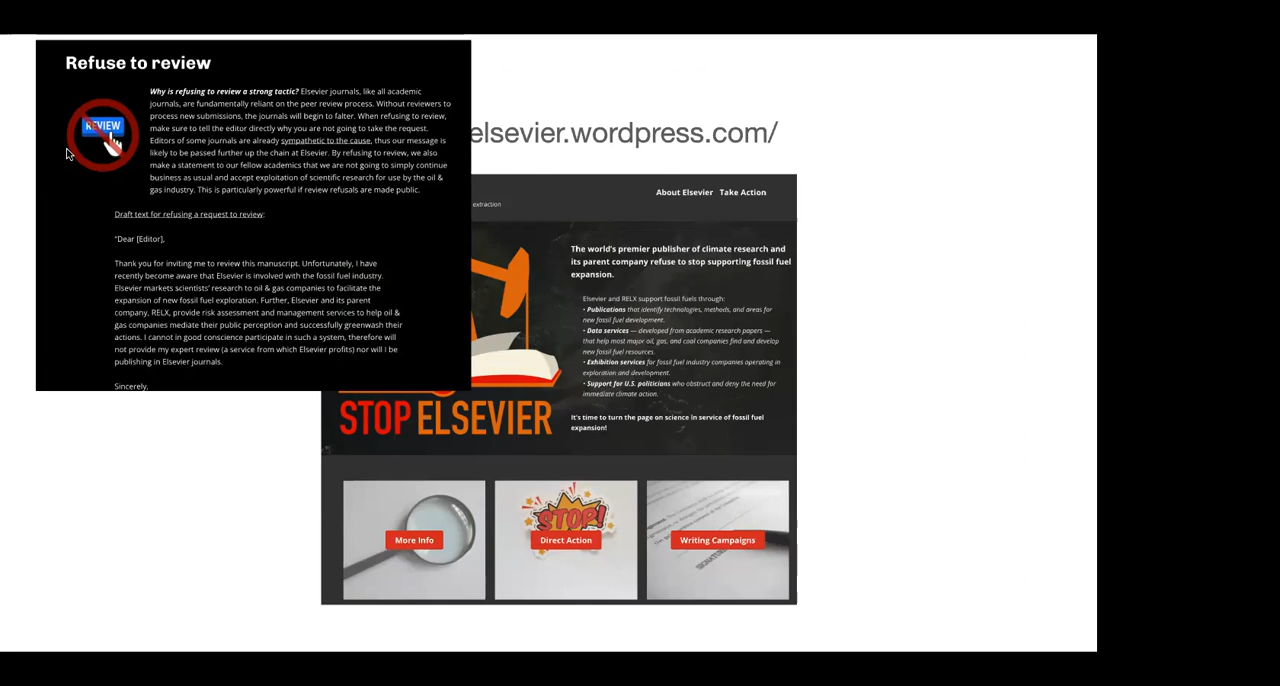 Refuse to review
Why is refusing to review a strong tactic? Elsevier journals, like all academic
journals, are fundamentally reliant on the peer review process. Without reviewers to
process new submissions, the journals will begin to falter. When refusing to review,
make sure to tell the editor directly why you are not going to take the request.
Editors of some journals are already sympathetic to the cause, thus our message is
likely to be passed further up the chain at Elsevier. By refusing to review, we also
make a statement to our fellow academics that we are not going to simply continue
business as usual and accept exploitation of scientific research for use by the oil &
gas industry. This is particularly powerful if review refusals are made public.
REVIEW
Draft text for refusing a request to review:
"Dear [Editor],
Thank you for inviting me to review this manuscript. Unfortunately, I have
recently become aware that Elsevier is involved with the fossil fuel industry.
Elsevier markets scientists' research to oil & gas companies to facilitate the
expansion of new fossil fuel exploration. Further, Elsevier and its parent
company, RELX, provide risk assessment and management services to help oil &
gas companies mediate their public perception and successfully greenwash their
actions. I cannot in good conscience participate in such a system, therefore will
not provide my expert review (a service from which Elsevier profits) nor will I be
publishing in Elsevier journals.
Sincerely,
elsevier.wordpress.com/
extraction
About Elsevier Take Action
The world's premier publisher of climate research and
its parent company refuse to stop supporting fossil fuel
expansion.
Elsevier and RELX support fossil fuels through:
• Publications that identify technologies, methods, and areas for
new fossil fuel development.
• Data services — developed from academic research papers —
that help most major oil, gas, and coal companies find and develop
new fossil fuel resources.
• Exhibition services for fossil fuel industry companies operating in
exploration and development.
• Support for U.S. politicians who obstruct and deny the need for
immediate climate action.
It's time to turn the page on science in service of fossil fuel
expansion!
STOP ELSEVIER
STOP!
More Info
Direct Action
Writing Campaigns